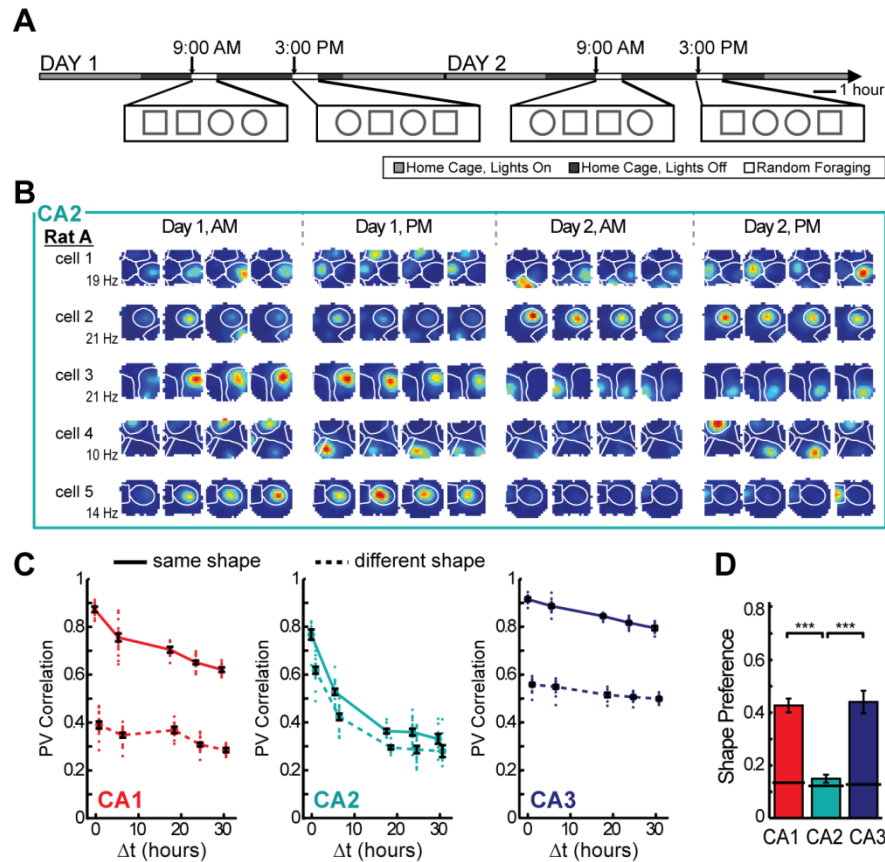 A
9:00 AM 3:00 PM 9:00 AM 3:00 PM
DAY 1 DAY 2
1 hour
Home Cage, Lights On Home Cage, Lights Off Random Foraging
B
CA2
Rat A
Day 1, AM Day 1, PM Day 2, AM Day 2, PM
cell 1
19 Hz
cell 2
21 Hz
cell 3
21 Hz
cell 4
10 Hz
cell 5
14 Hz
C
same shape different shape
PV Correlation
1
0.8
0.6
0.4
0.2
0
CA1
0 10 20 30
Δt (hours)
PV Correlation
1
0.8
0.6
0.4
0.2
0
CA2
0 10 20 30
Δt (hours)
PV Correlation
1
0.8
0.6
0.4
0.2
0
CA3
0 10 20 30
Δt (hours)
D
Shape Preference
0.8
0.6
0.4
0.2
0
*** ***
CA1 CA2 CA3